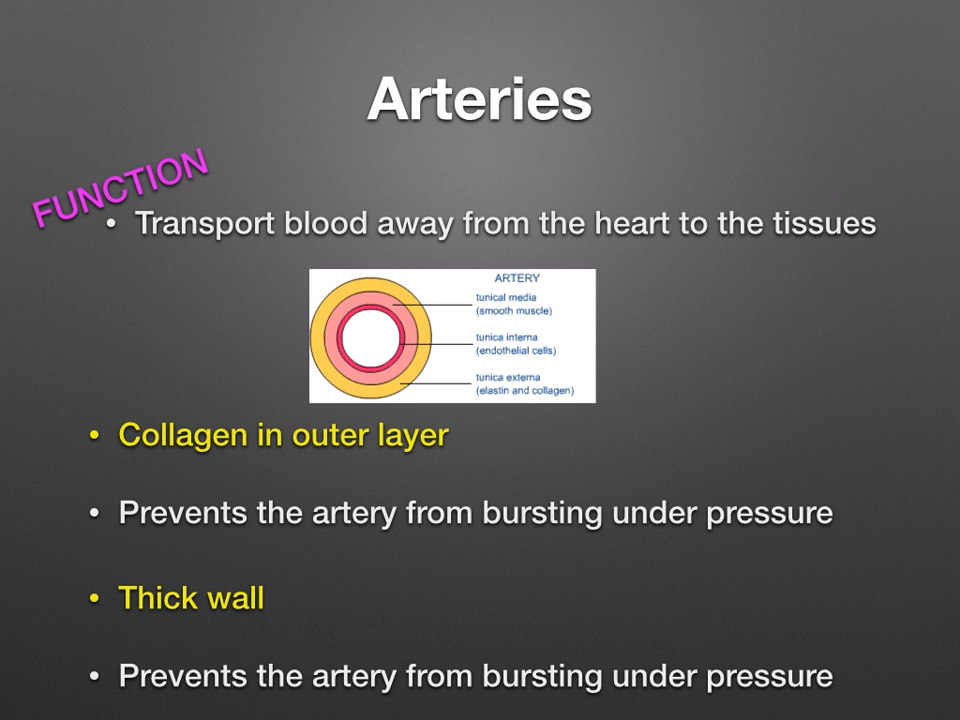 Arteries
FUNCTION
• Transport blood away from the heart to the tissues
ARTERY
tunical media
(smooth muscle)
tunica interna
(endothelial cells)
tunica externa
(elastin and collagen)
• Collagen in outer layer
• Prevents the artery from bursting under pressure
• Thick wall
• Prevents the artery from bursting under pressure